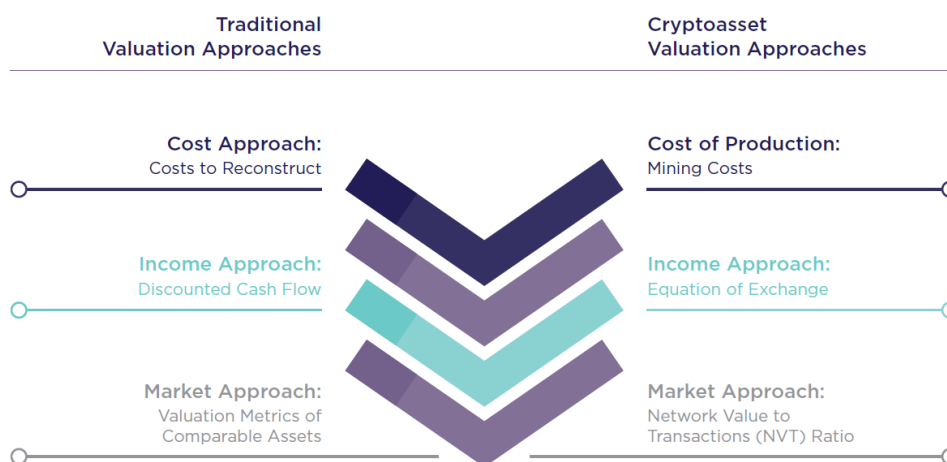 Traditional
Valuation Approaches
Cryptoasset
Valuation Approaches
Cost Approach:
Costs to Reconstruct
Cost of Production:
Mining Costs
Income Approach:
Discounted Cash Flow
Income Approach:
Equation of Exchange
Market Approach:
Valuation Metrics of
Comparable Assets
Market Approach:
Network Value to
Transactions (NVT) Ratio